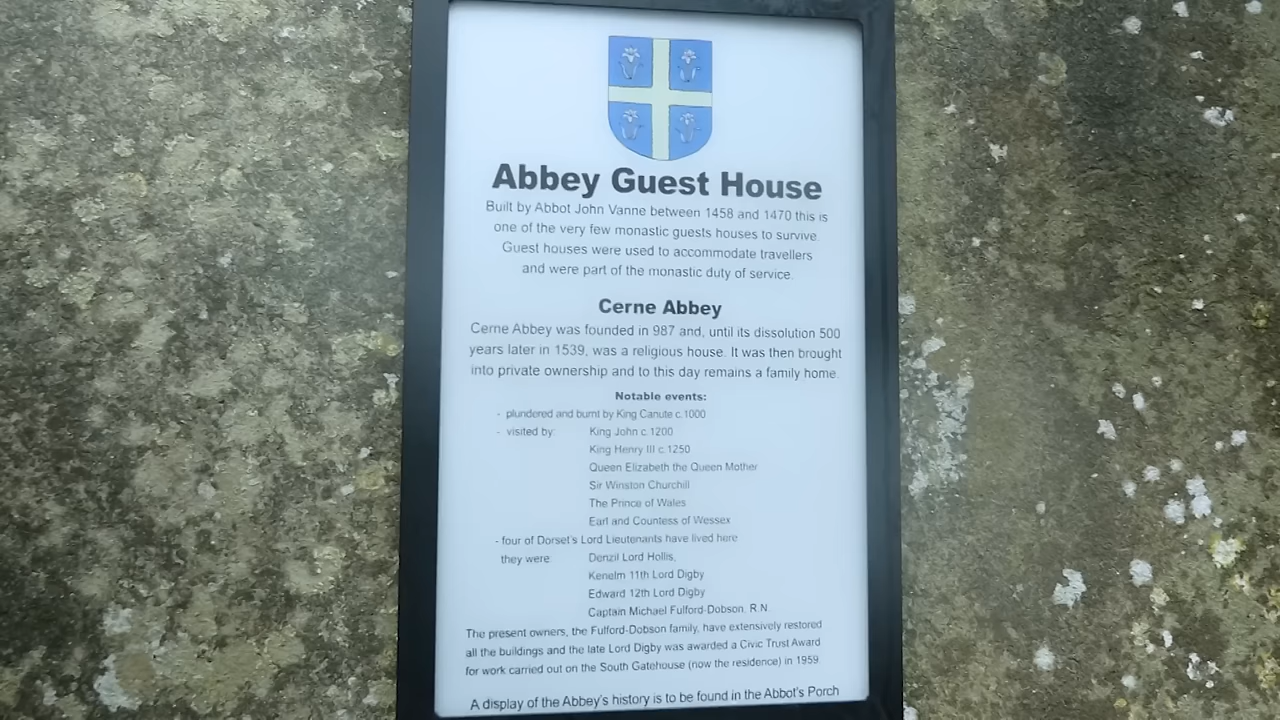 Abbey Guest House
Built by Abbot John Vanne between 1458 and 1470 this is
one of the very few monastic guests houses to survive.
Guest houses were used to accommodate travellers
and were part of the monastic duty of service.
Cerne Abbey
Cerne Abbey was founded in 987 and, until its dissolution 500
years later in 1539, was a religious house. It was then brought
into private ownership and to this day remains a family home.
Notable events:
- plundered and burnt by King Canute c.1000
- visited by: King John c.1200
King Henry III c.1250
Queen Elizabeth the Queen Mother
Sir Winston Churchill
The Prince of Wales
Earl and Countess of Wessex
- four of Dorset's Lord Lieutenants have lived here
they were: Denzil Lord Hollis,
Kenelm 11th Lord Digby
Edward 12th Lord Digby
Captain Michael Fulford-Dobson. R.N.
The present owners, the Fulford-Dobson family, have extensively restored
all the buildings and the late Lord Digby was awarded a Civic Trust Award
for work carried out on the South Gatehouse (now the residence) in 1959.
A display of the Abbey's history is to be found in the Abbot's Porch